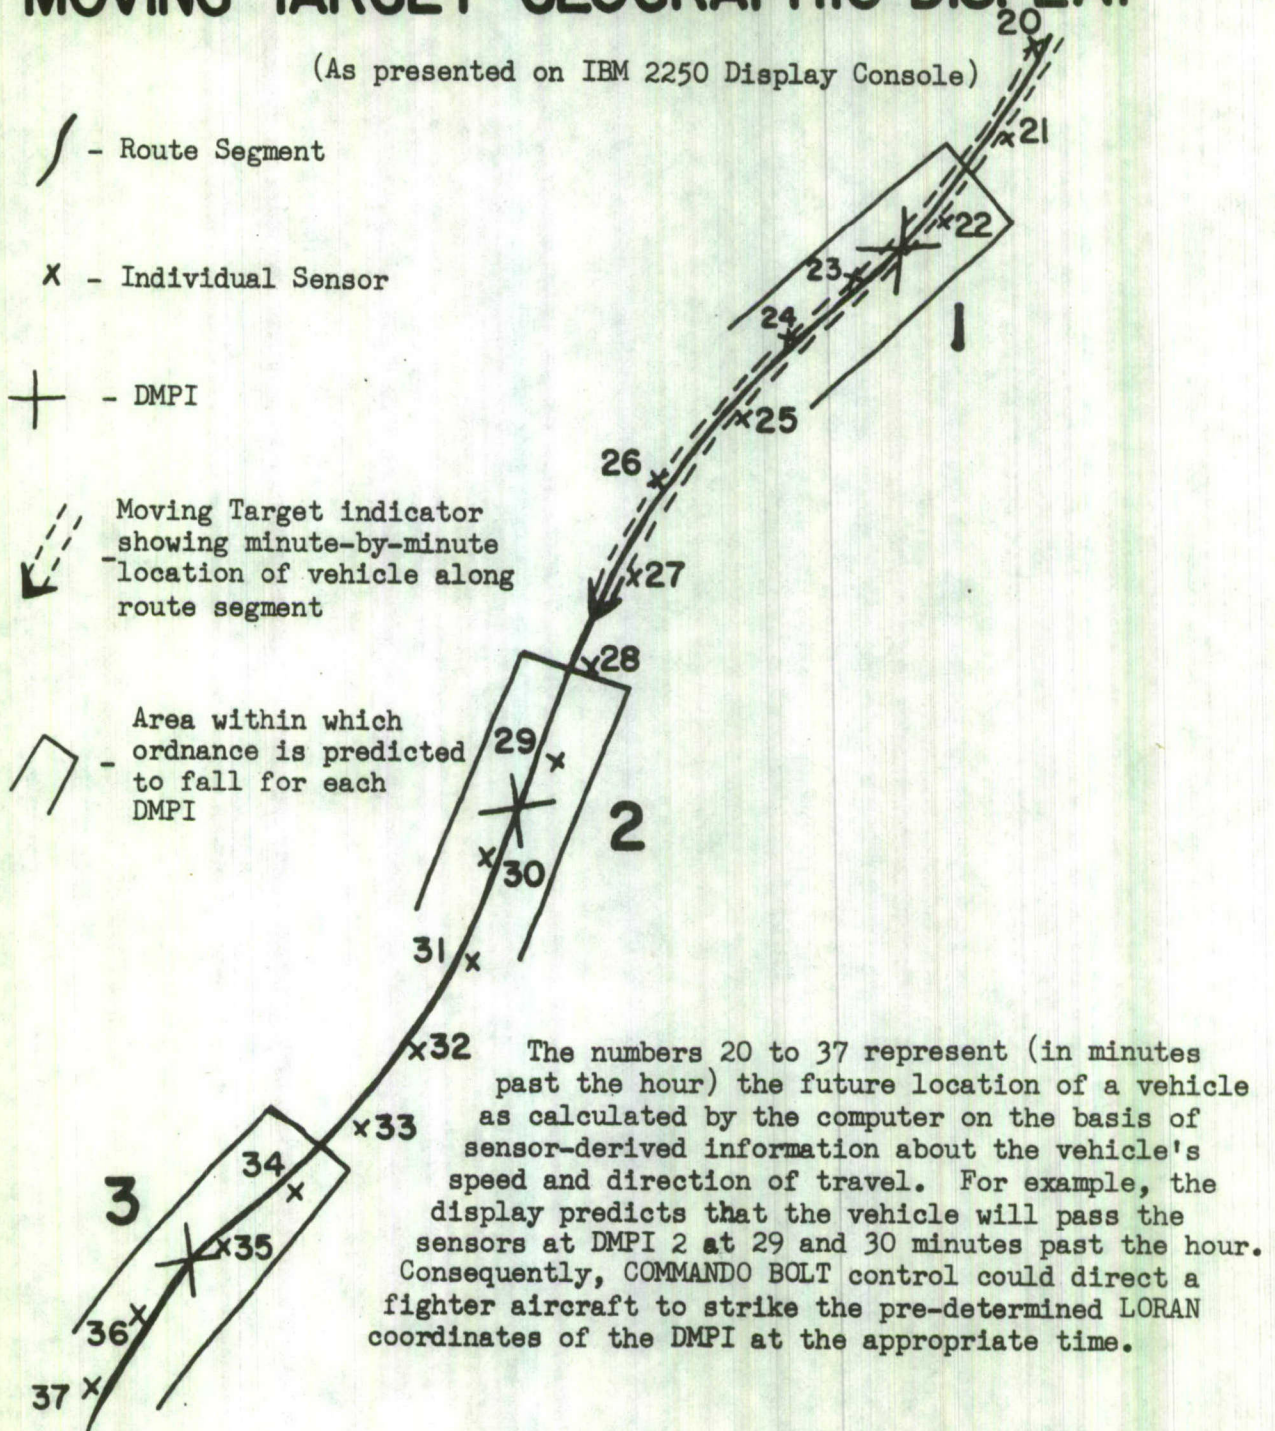 MOVING TARGET GEOGRAPHIC DISPLAY
(As presented on IBM 2250 Display Console)
20
- Route Segment
21
22
x - Individual Sensor
23
24
1
- DMPI
25
26
Moving Target indicator
showing minute-by-minute
-location of vehicle along
route segment
27
28
Area within which
- ordnance is predicted
to fall for each
DMPI
29
2
30
31
32
33
34
3
35
36
37
The numbers 20 to 37 represent (in minutes
past the hour) the future location of a vehicle
as calculated by the computer on the basis of
sensor-derived information about the vehicle's
speed and direction of travel. For example, the
display predicts that the vehicle will pass the
sensors at DMPI 2 at 29 and 30 minutes past the hour.
Consequently, COMMANDO BOLT control could direct a
fighter aircraft to strike the pre-determined LORAN
coordinates of the DMPI at the appropriate time.